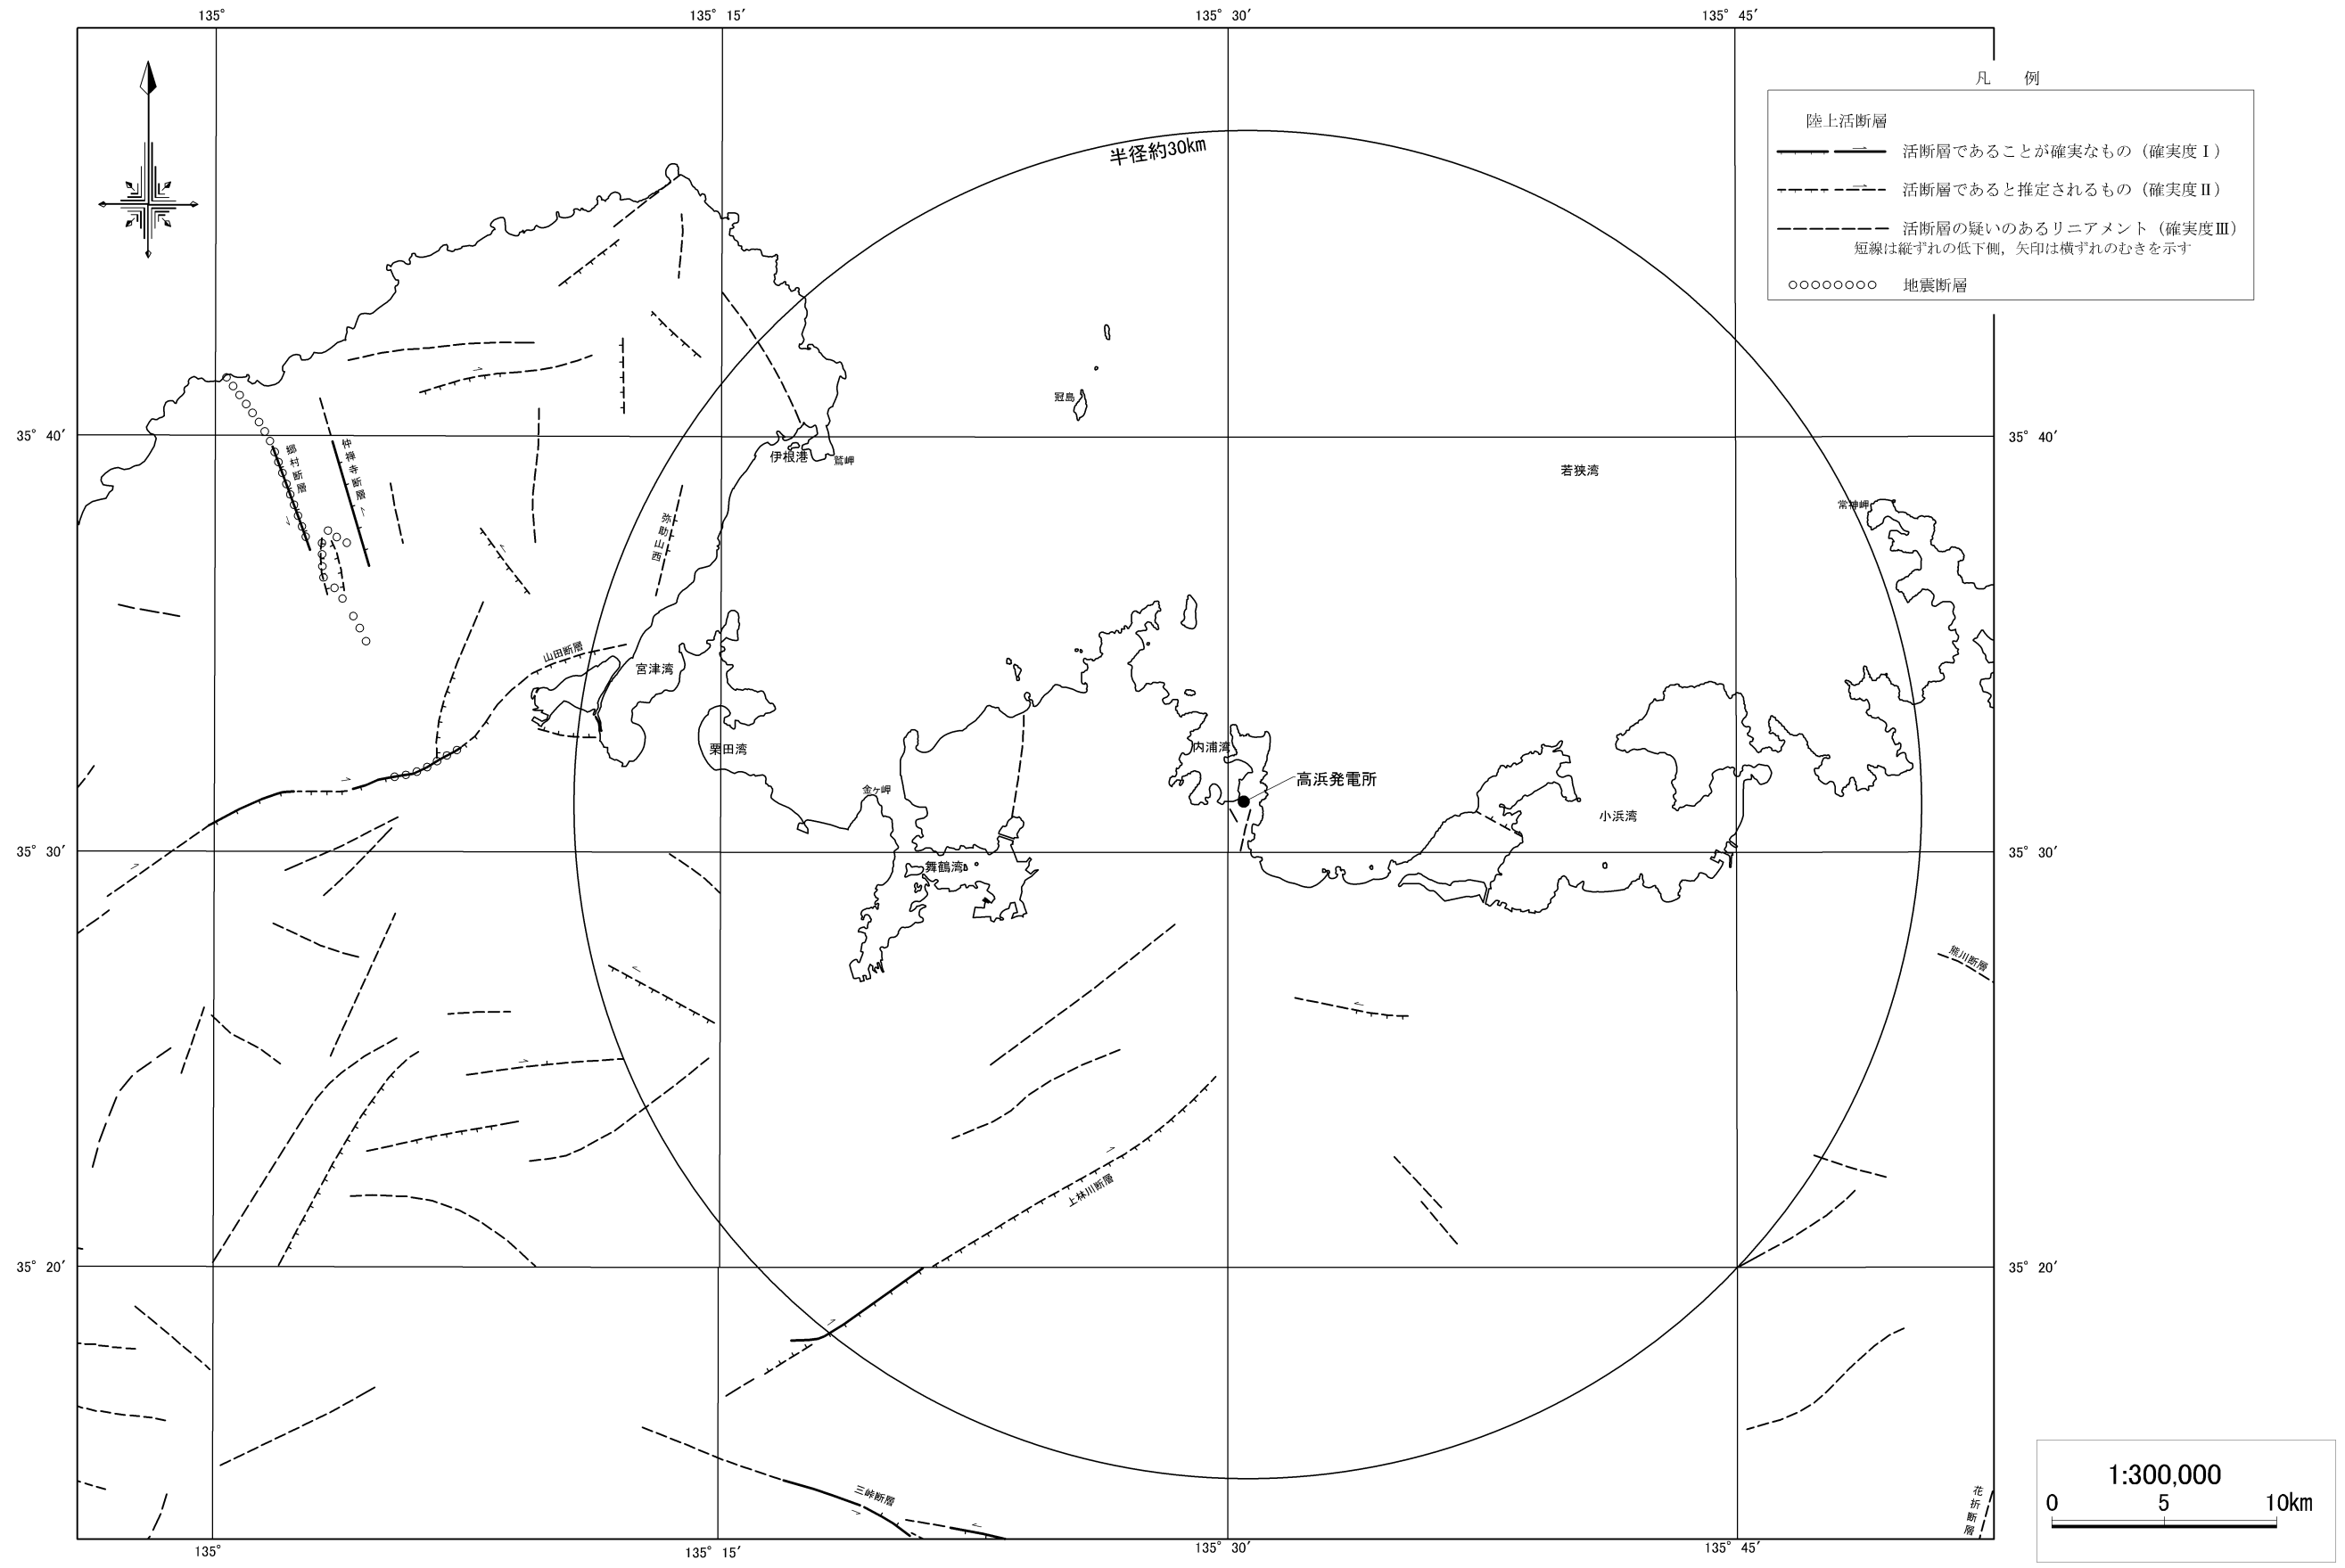 135°
135° 15′
135° 30′
135° 45′
凡　例
陸上活断層
活断層であることが確実なもの（確実度Ⅰ）
活断層であると推定されるもの（確実度Ⅱ）
活断層の疑いのあるリニアメント（確実度Ⅲ）
短線は縦ずれの低下側，矢印は横ずれのむきを示す
地震断層
半径約30km
冠島
35° 40′
35° 40′
郷村断層
仲禅寺断層
伊根港
鷲岬
若狭湾
常神岬
弥助山西
山田断層
宮津湾
栗田湾
内浦湾
高浜発電所
金ヶ岬
小浜湾
35° 30′
35° 30′
舞鶴湾
熊川断層
上林川断層
35° 20′
35° 20′
三峠断層
花折断層
1:300,000
0
5
10km
135°
135° 15′
135° 30′
135° 45′